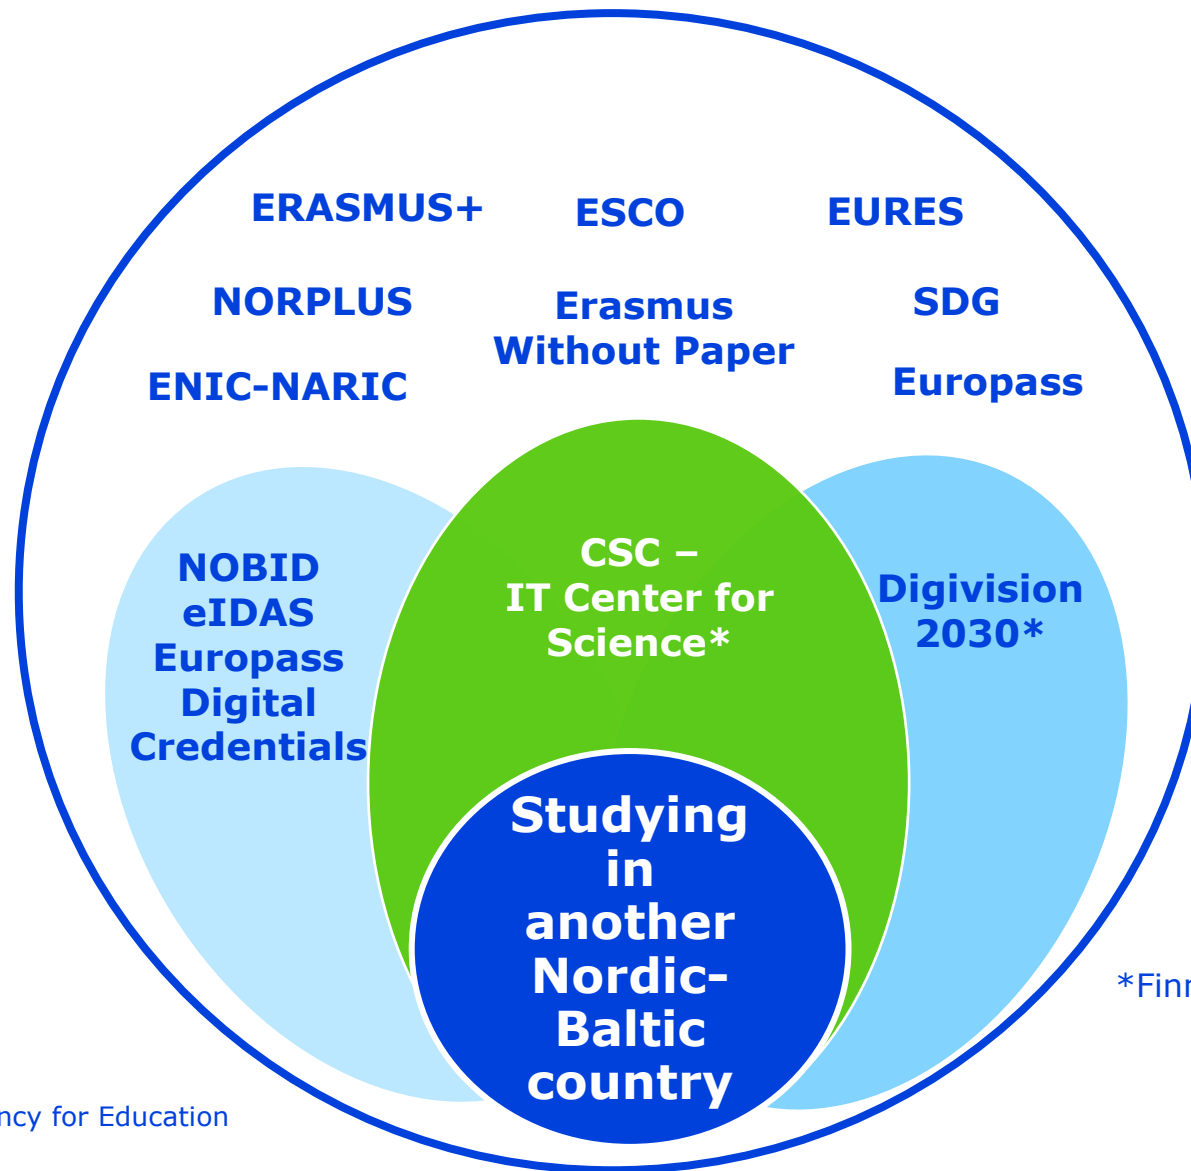 ERASMUS+
ESCO
EURES
NORPLUS
Erasmus
Without Paper
SDG
ENIC-NARIC
Europass
NOBID
eIDAS
Europass
Digital
Credentials
CSC –
IT Center for
Science*
Digivision
2030*
Studying
in
another
Nordic-
Baltic
country
for Education